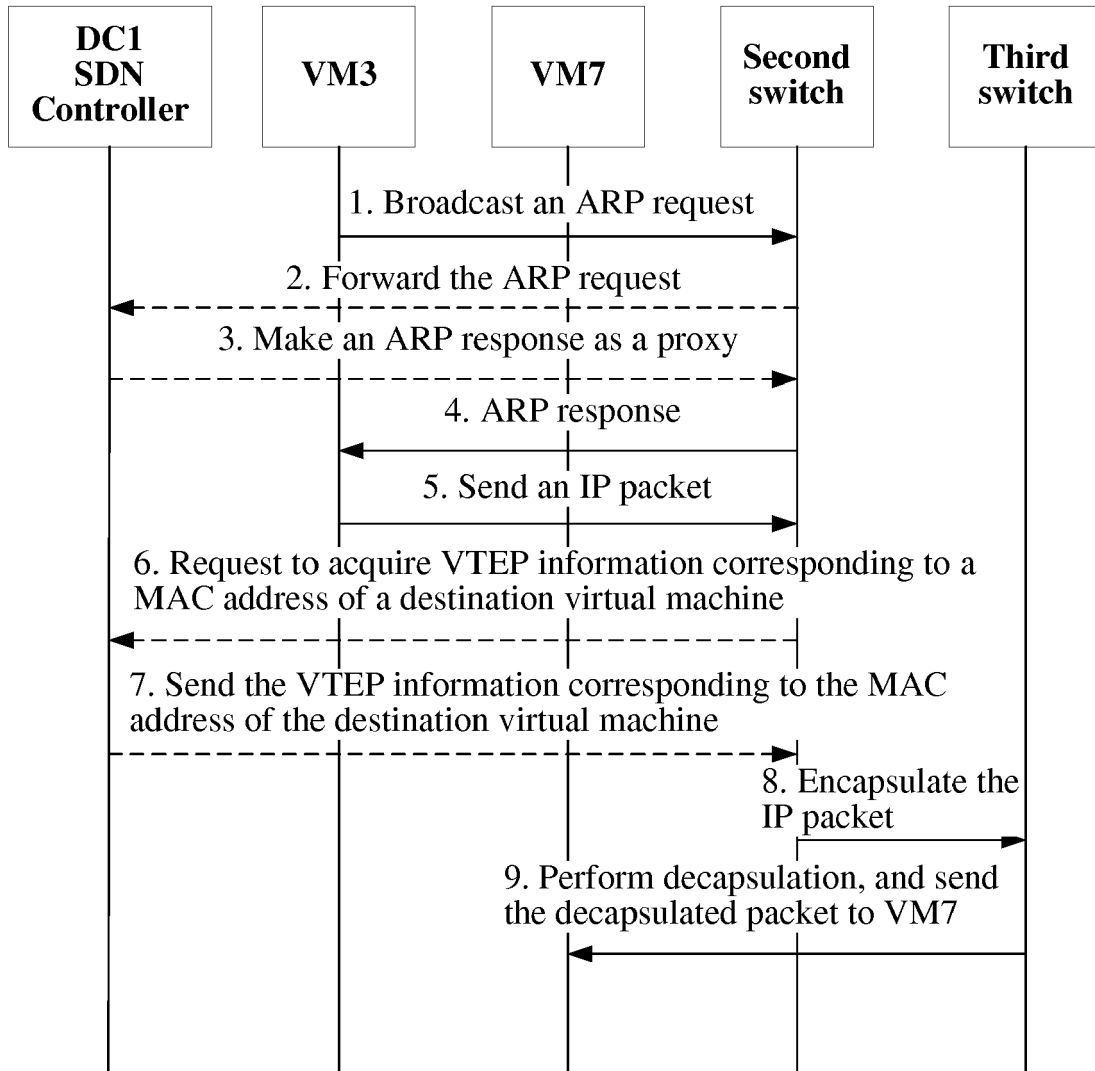 DC1
SDN
Controller
VM3
VM7
Second
switch
Third
switch
1. Broadcast an ARP request
2. Forward the ARP request
3. Make an ARP response as a proxy
4. ARP response
5. Send an IP packet
6. Request to acquire VTEP information corresponding to a
MAC address of a destination virtual machine
7. Send the VTEP information corresponding to the MAC
address of the destination virtual machine
8. Encapsulate the
IP packet
9. Perform decapsulation, and send
the decapsulated packet to VM7